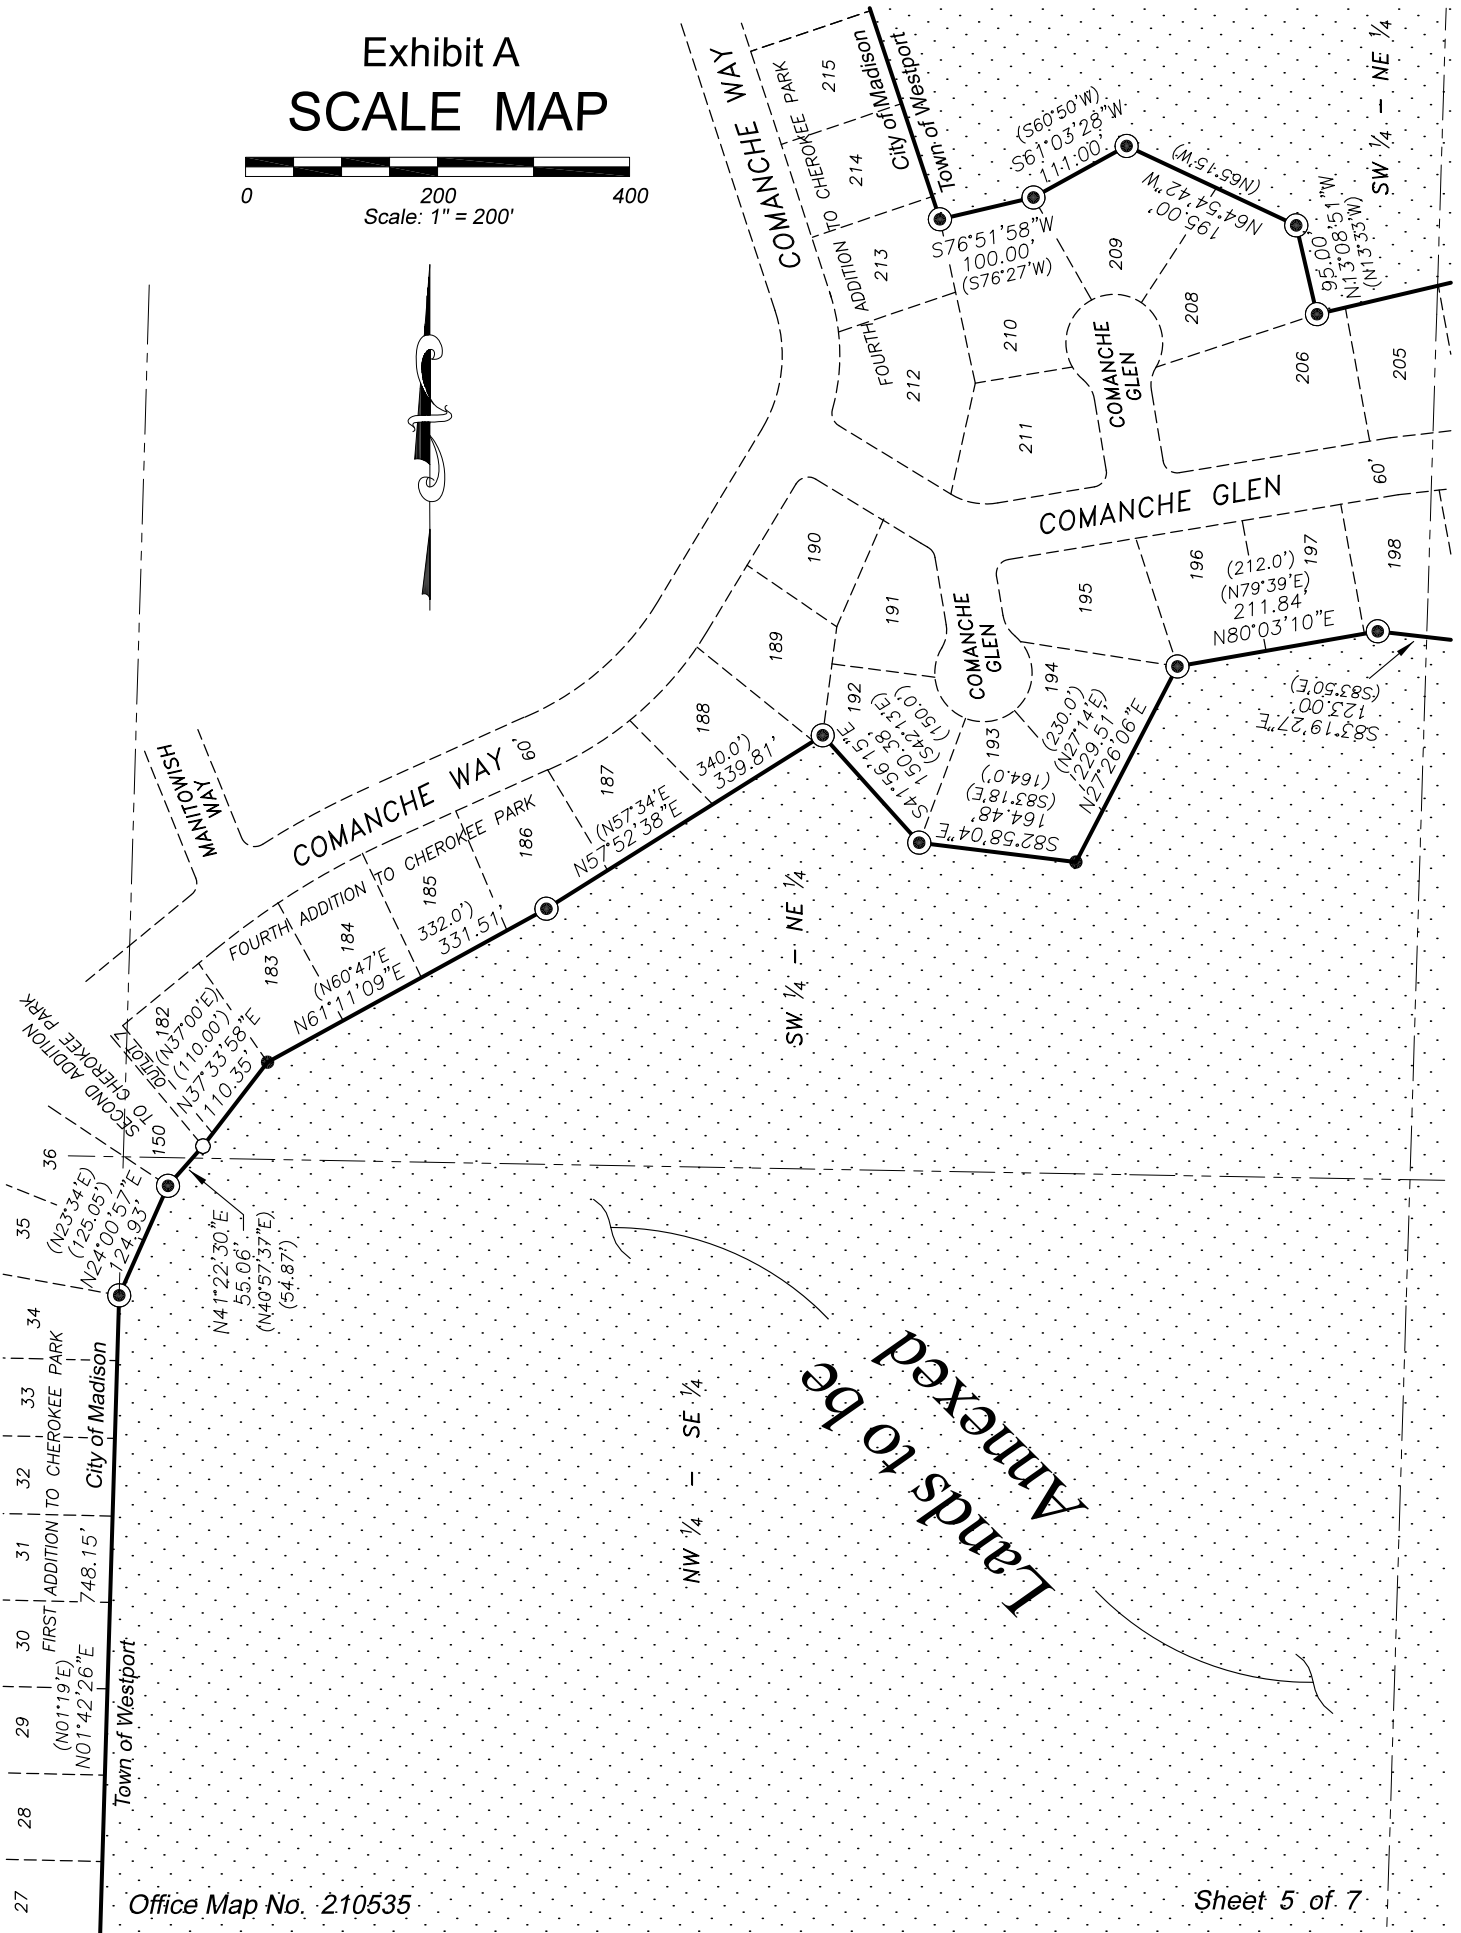 Exhibit A
SCALE MAP
0
200
400
Scale: 1" = 200'
COMANCHE WAY
FOURTH ADDITION TO CHEROKEE PARK
215
214
213
212
City of Madison
Town of Westport
(S60°50'W)
S61°03'28"W
111.00'
S76°51'58"W
100.00'
(S76°27'W)
(N65°15'W)
N64°54'42"W
195.00'
95.00'
N13°08'51"W
(N13°33'W)
SW 1/4 - NE 1/4
209
208
210
211
206
205
COMANCHE
GLEN
COMANCHE GLEN
60'
190
191
189
188
192
193
194
195
196
197
198
COMANCHE
GLEN
(212.0')
(N79°39'E)
211.84'
N80°03'10"E
S83°19'27"E
123.00'
(S83°50'E)
(230.0')
(N27°14'E)
229.51'
N27°26'06"E
S82°58'04"E
164.48'
(S83°18'E)
(164.0')
S41°56'15"E
150.38'
(S42°13'E)
(150.0')
MANITOWISH
WAY
COMANCHE WAY
60'
FOURTH ADDITION TO CHEROKEE PARK
187
186
185
184
183
182
(N57°34'E
340.0')
N57°52'38"E
339.81'
(N60°47'E
332.0')
N61°11'09"E
331.51'
SW 1/4 - NE 1/4
SECOND ADDITION
TO CHEROKEE PARK
OUTLOT 7
(N37°00'E)
(110.00')
N37°33'58"E
110.35'
150
36
35
34
33
32
31
30
29
28
27
(N23°34'E)
(125.05')
N24°00'57"E
124.93'
N41°22'30"E
55.06'
(N40°57'37"E)
(54.87')
FIRST ADDITION TO CHEROKEE PARK
City of Madison
748.15'
(N01°19'E)
N01°42'26"E
Town of Westport
NW 1/4 - SE 1/4
Lands to be
Annexed
Office Map No. 210535
Sheet 5 of 7